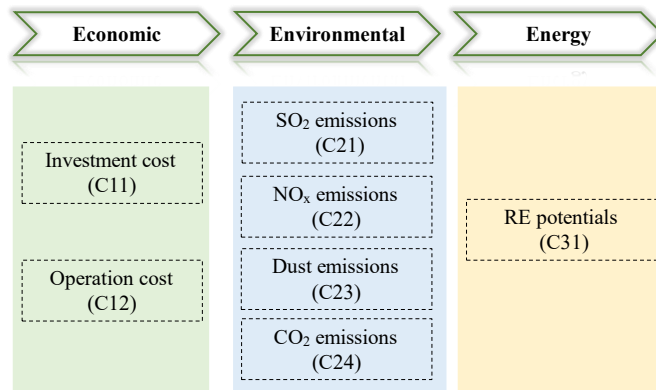 Economic
Environmental
Energy
Investment cost
(C11)
Operation cost
(C12)
SO₂ emissions
(C21)
NOₓ emissions
(C22)
Dust emissions
(C23)
CO₂ emissions
(C24)
RE potentials
(C31)